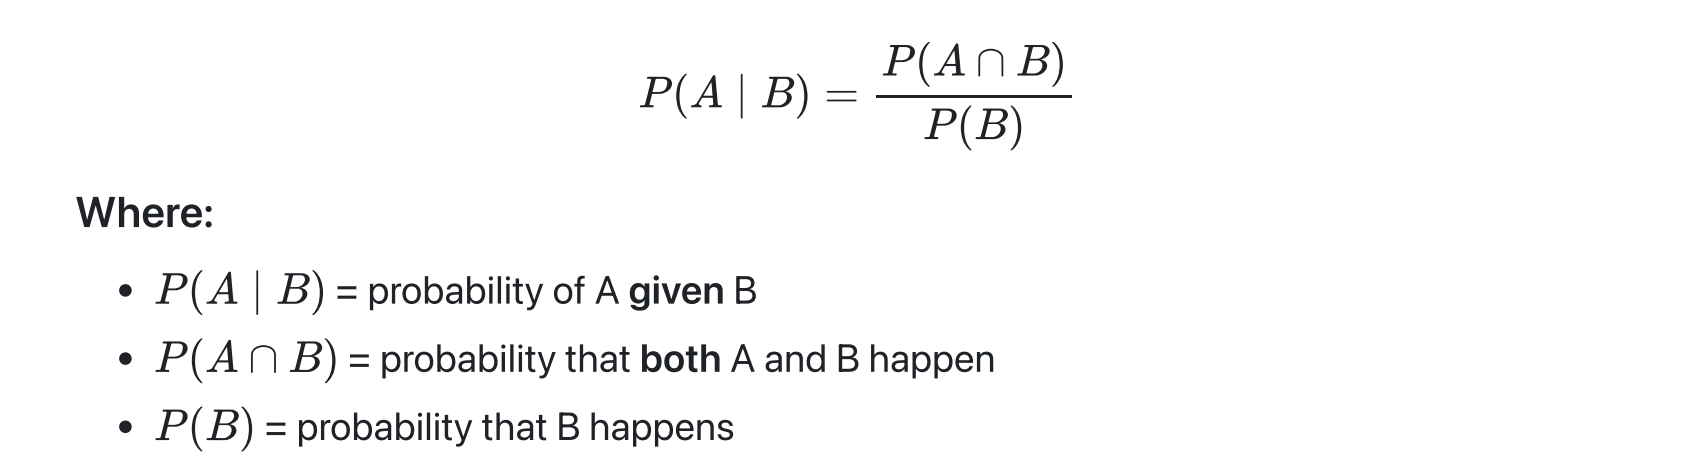 P(A | B) = P(A ∩ B) / P(B)
Where:
• P(A | B) = probability of A given B
• P(A ∩ B) = probability that both A and B happen
• P(B) = probability that B happens